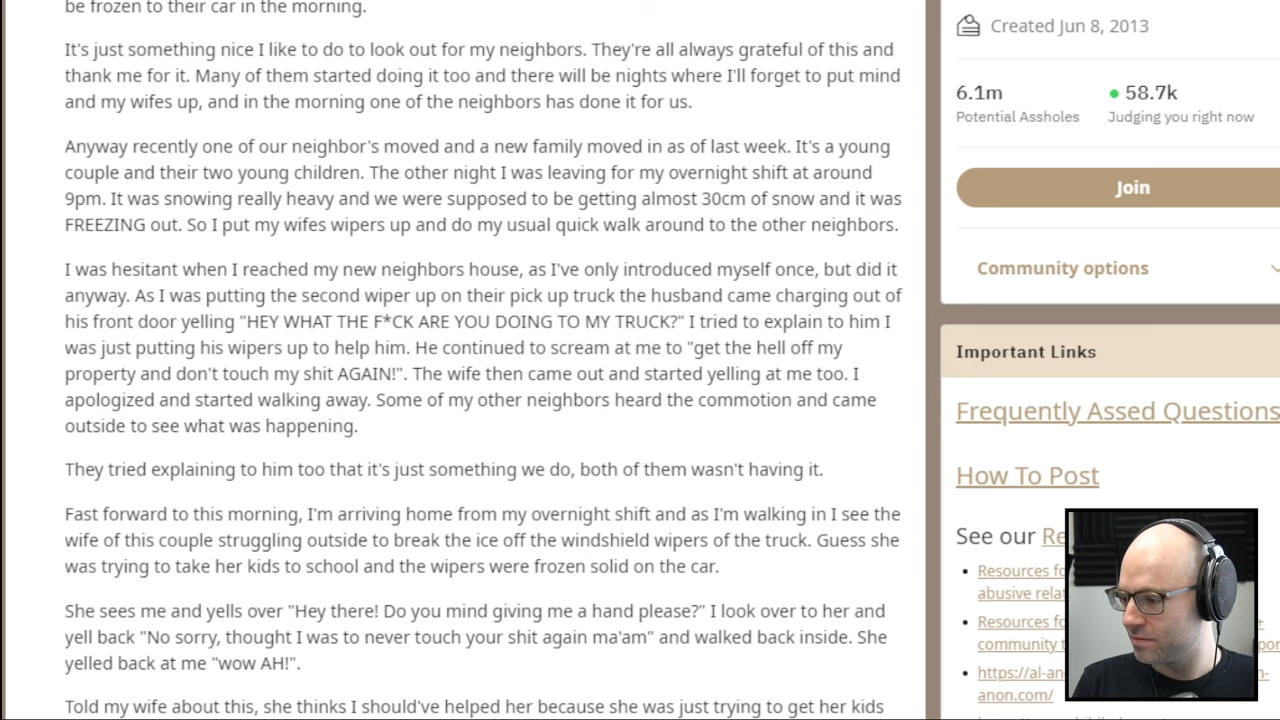 be frozen to their car in the morning.
It's just something nice I like to do to look out for my neighbors. They're all always grateful of this and
thank me for it. Many of them started doing it too and there will be nights where I'll forget to put mind
and my wifes up, and in the morning one of the neighbors has done it for us.
Anyway recently one of our neighbor's moved and a new family moved in as of last week. It's a young
couple and their two young children. The other night I was leaving for my overnight shift at around
9pm. It was snowing really heavy and we were supposed to be getting almost 30cm of snow and it was
FREEZING out. So I put my wifes wipers up and do my usual quick walk around to the other neighbors.
I was hesitant when I reached my new neighbors house, as I've only introduced myself once, but did it
anyway. As I was putting the second wiper up on their pick up truck the husband came charging out of
his front door yelling "HEY WHAT THE F*CK ARE YOU DOING TO MY TRUCK?" I tried to explain to him I
was just putting his wipers up to help him. He continued to scream at me to "get the hell off my
property and don't touch my shit AGAIN!". The wife then came out and started yelling at me too. I
apologized and started walking away. Some of my other neighbors heard the commotion and came
outside to see what was happening.
They tried explaining to him too that it's just something we do, both of them wasn't having it.
Fast forward to this morning, I'm arriving home from my overnight shift and as I'm walking in I see the
wife of this couple struggling outside to break the ice off the windshield wipers of the truck. Guess she
was trying to take her kids to school and the wipers were frozen solid on the car.
She sees me and yells over "Hey there! Do you mind giving me a hand please?" I look over to her and
yell back "No sorry, thought I was to never touch your shit again ma'am" and walked back inside. She
yelled back at me "wow AH!".
Told my wife about this, she thinks I should've helped her because she was just trying to get her kids
Created Jun 8, 2013
6.1m 58.7k
Potential Assholes Judging you right now
Join
Community options
Important Links
Frequently Assed Questions
How To Post
See our Re
Resources fo
abusive relat
Resources fo
community t
https://al-an
anon.com/